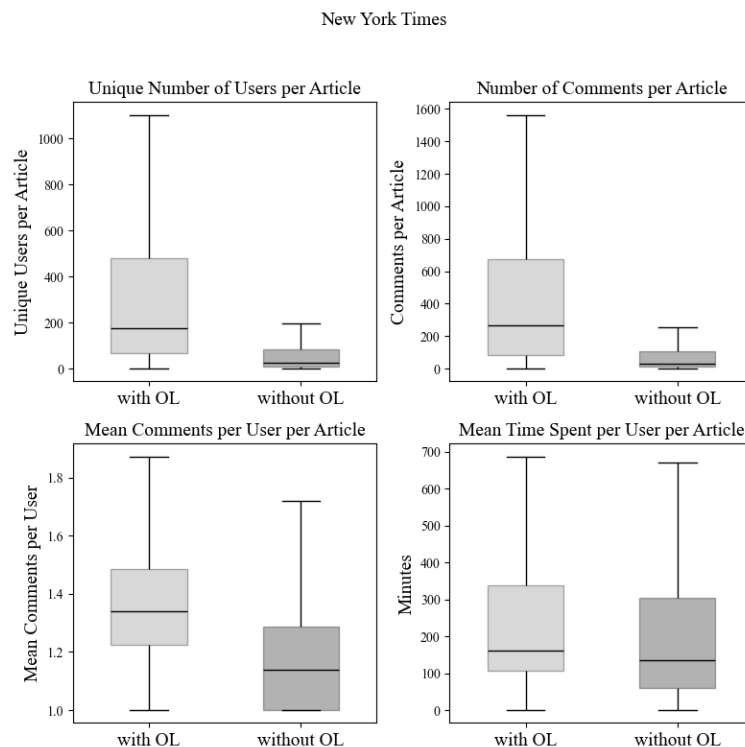 New York Times
Unique Number of Users per Article
Unique Users per Article
1000
800
600
400
200
0
with OL
without OL
Number of Comments per Article
Comments per Article
1600
1400
1200
1000
800
600
400
200
0
with OL
without OL
Mean Comments per User per Article
Mean Comments per User
1.8
1.6
1.4
1.2
1.0
with OL
without OL
Mean Time Spent per User per Article
Minutes
700
600
500
400
300
200
100
0
with OL
without OL